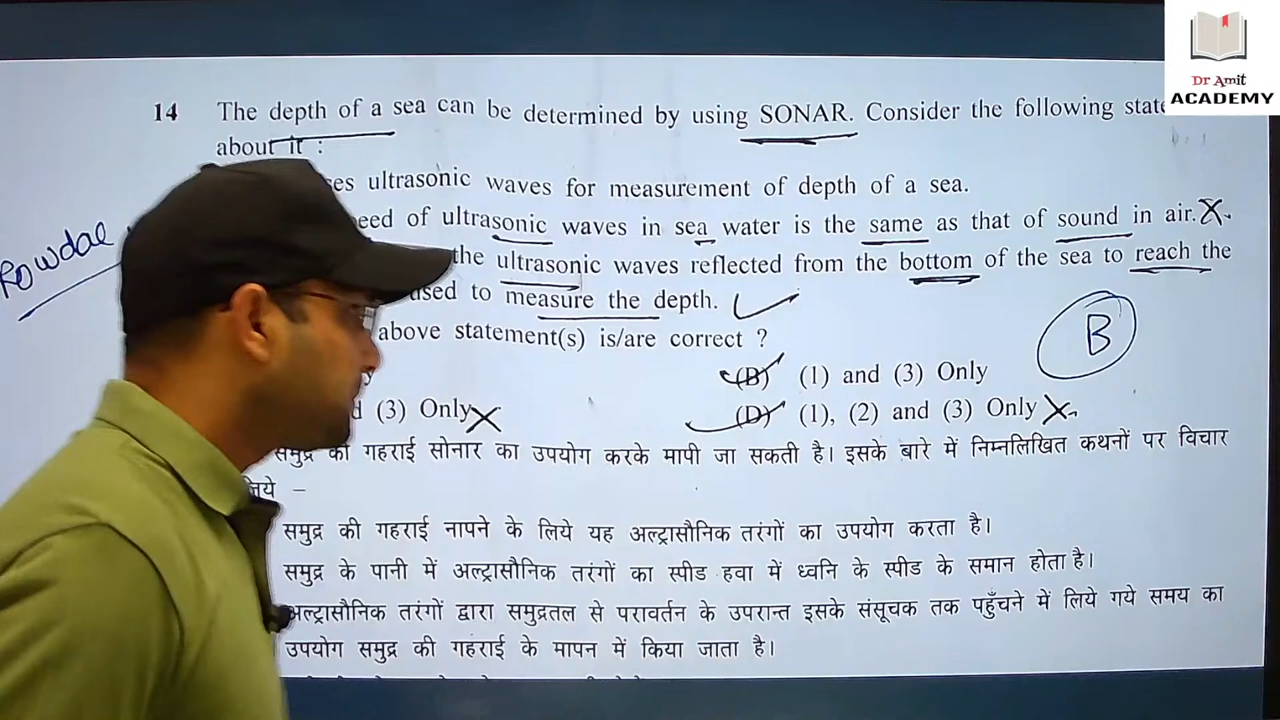 Dr Amit
ACADEMY
14 The depth of a sea can be determined by using SONAR. Consider the following
about it :
ultrasonic waves for measurement of depth of a sea.
of ultrasonic waves in sea water is the same as that of sound in air. X
the ultrasonic waves reflected from the bottom of the sea to reach the
used to measure the depth.
above statement(s) is/are correct ?
B
(B) (1) and (3) Only
(3) Only X
(D) (1), (2) and (3) Only X
समुद्र की गहराई सोनार का उपयोग करके मापी जा सकती है। इसके बारे में निम्नलिखित कथनों पर विचार
–
समुद्र की गहराई नापने के लिये यह अल्ट्रासौनिक तरंगों का उपयोग करता है।
समुद्र के पानी में अल्ट्रासौनिक तरंगों का स्पीड हवा में ध्वनि के स्पीड के समान होता है।
अल्ट्रासौनिक तरंगों द्वारा समुद्रतल से परावर्तन के उपरान्त इसके संसूचक तक पहुँचने में लिये गये समय का
उपयोग समुद्र की गहराई के मापन में किया जाता है।